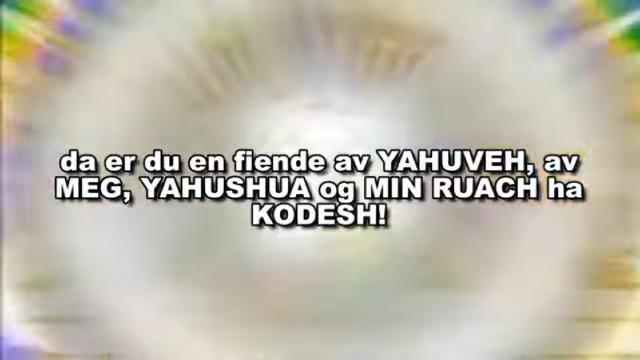 da er du en fiende av YAHUVEH, av
MEG, YAHUSHUA og MIN RUACH ha
KODESH!